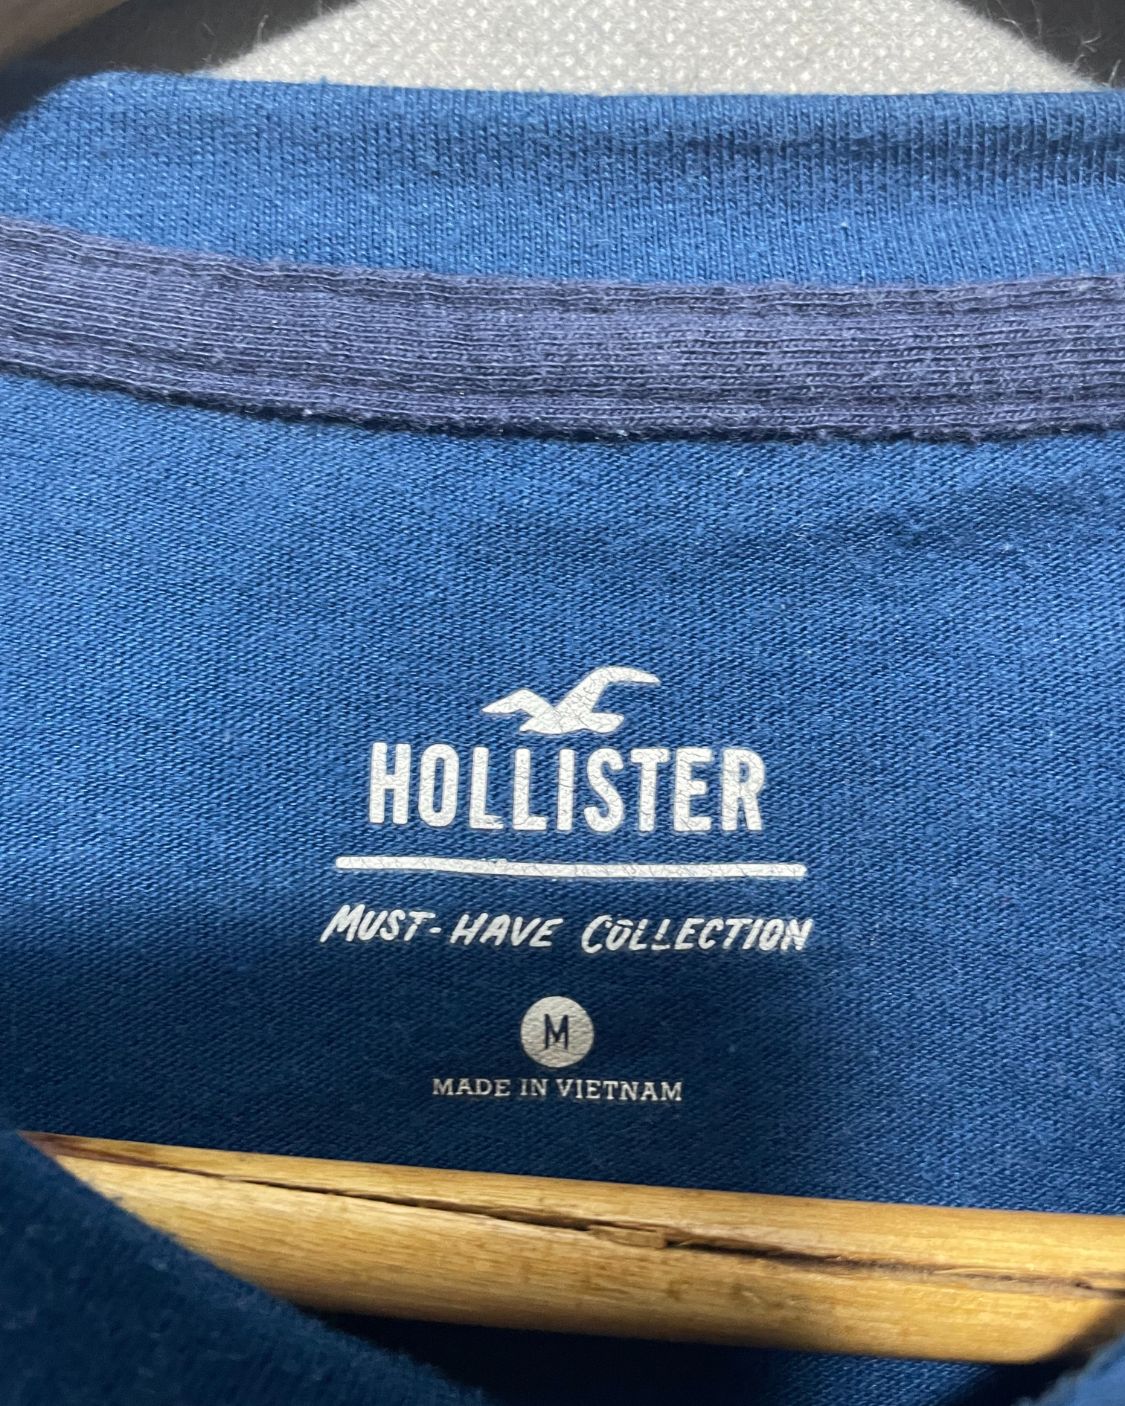 HOLLISTER
MUST-HAVE COLLECTION
M
MADE IN VIETNAM